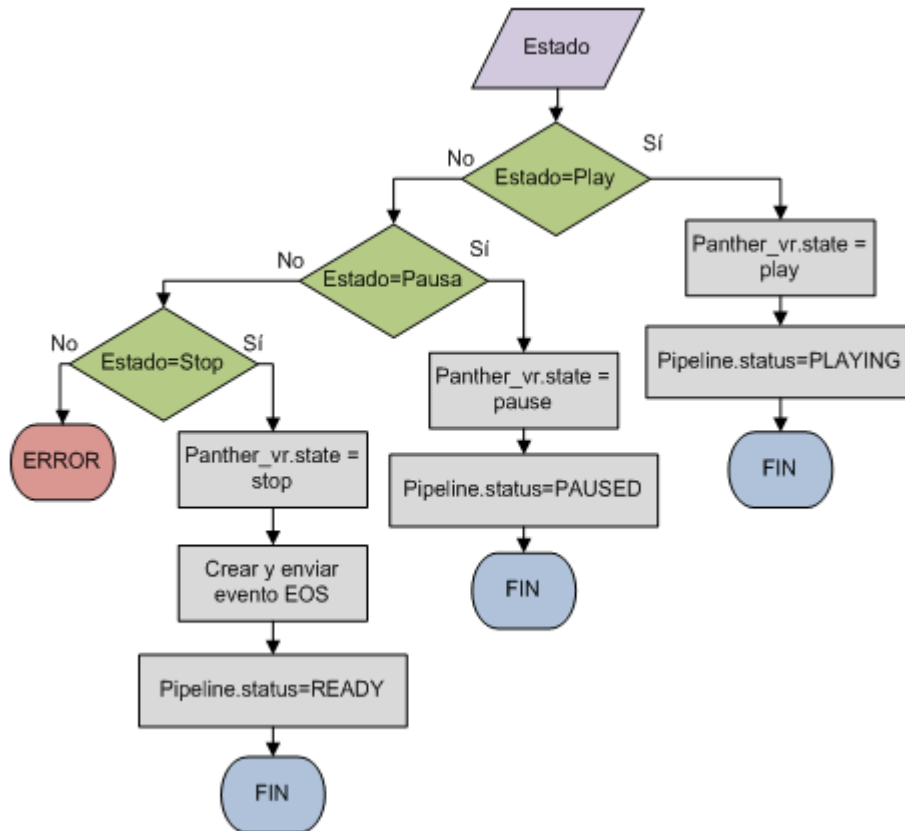 Estado
No
Sí
Estado=Play
Panther_vr.state =
play
No
Sí
Estado=Pausa
Pipeline.status=PLAYING
No
Sí
Estado=Stop
Panther_vr.state =
pause
FIN
ERROR
Panther_vr.state =
stop
Pipeline.status=PAUSED
Crear y enviar
evento EOS
FIN
Pipeline.status=READY
FIN